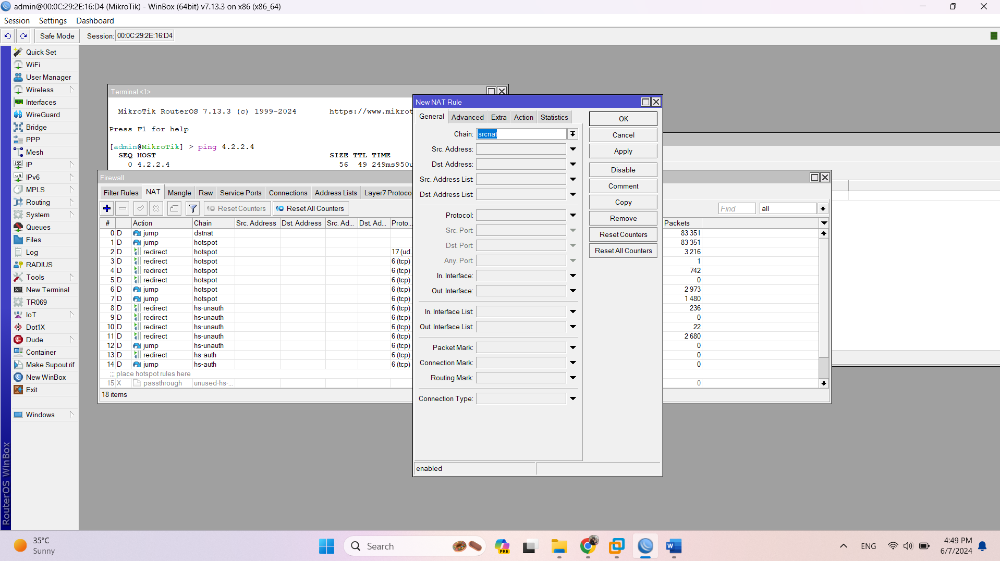 admin@00:0C:29:2E:16:D4 (MikroTik) - WinBox (64bit) v7.13.3 on x86 (x86_64)
Session Settings Dashboard
Safe Mode Session: 00:0C:29:2E:16:D4
Quick Set
WiFi
User Manager
Wireless
Interfaces
WireGuard
Bridge
PPP
Mesh
IP
IPv6
MPLS
Routing
System
Queues
Files
Log
RADIUS
Tools
New Terminal
TR069
IoT
Dot1X
Dude
Container
Make Supout.rif
New WinBox
Exit
Windows
RouterOS WinBox
Terminal <1>
MikroTik RouterOS 7.13.3 (c) 1999-2024 https://www.mikrot
Press F1 for help
[admin@MikroTik] > ping 4.2.2.4
SEQ HOST SIZE TTL TIME
0 4.2.2.4 56 49 249ms950u
Firewall
Filter Rules NAT Mangle Raw Service Ports Connections Address Lists Layer7 Protoco
Reset Counters Reset All Counters Find all
# Action Chain Src. Address Dst. Address Src. Ad... Dst. Ad... Proto... Packets
0 D jump dstnat 83 351
1 D jump hotspot 83 351
2 D redirect hotspot 17 (ud. 3 216
3 D redirect hotspot 6 (tcp) 1
4 D redirect hotspot 6 (tcp) 742
5 D redirect hotspot 6 (tcp) 0
6 D jump hotspot 6 (tcp) 2 973
7 D jump hotspot 6 (tcp) 1 480
8 D redirect hs-unauth 6 (tcp) 236
9 D redirect hs-unauth 6 (tcp) 0
10 D redirect hs-unauth 6 (tcp) 22
11 D redirect hs-unauth 6 (tcp) 2 680
12 D jump hs-unauth 6 (tcp) 0
13 D redirect hs-auth 6 (tcp) 0
14 D jump hs-auth 6 (tcp) 0
;;; place hotspot rules here
15 X passthrough unused-hs-... 0
18 items
New NAT Rule
General Advanced Extra Action Statistics
Chain: srcnat
Src. Address:
Dst. Address:
Src. Address List:
Dst. Address List:
Protocol:
Src. Port:
Dst. Port:
Any. Port:
In. Interface:
Out. Interface:
In. Interface List:
Out. Interface List:
Packet Mark:
Connection Mark:
Routing Mark:
Connection Type:
OK
Cancel
Apply
Disable
Comment
Copy
Remove
Reset Counters
Reset All Counters
enabled
35°C
Sunny
Search
PRE
ENG
4:49 PM
6/7/2024